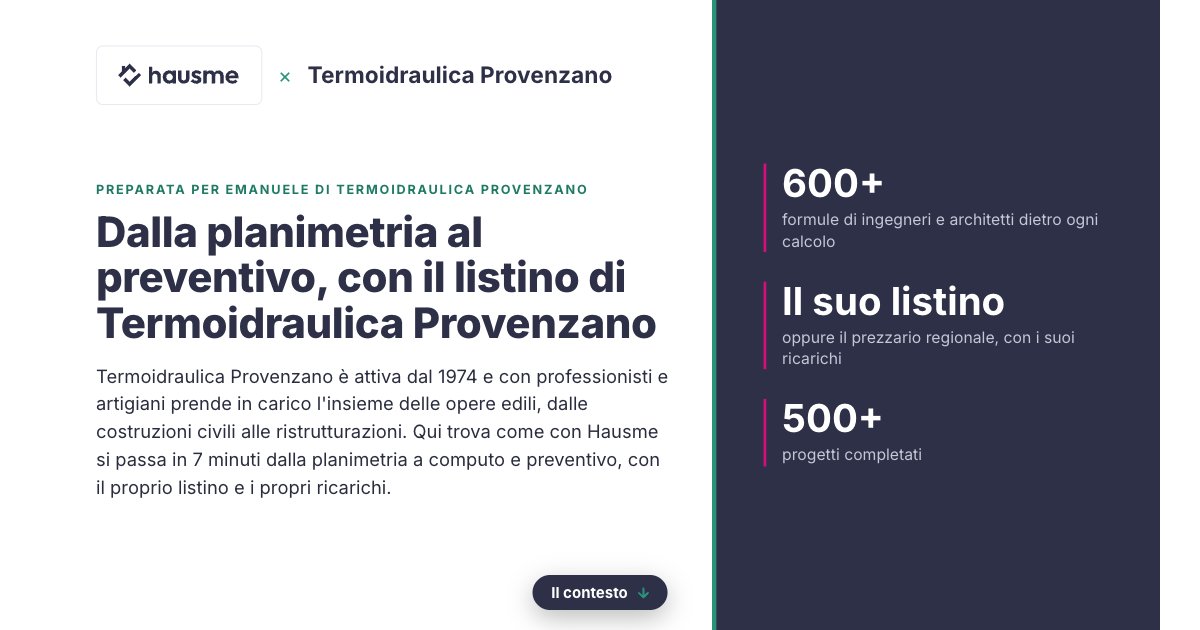 hausme × Termoidraulica Provenzano
PREPARATA PER EMANUELE DI TERMOIDRAULICA PROVENZANO
Dalla planimetria al
preventivo, con il listino di
Termoidraulica Provenzano
Termoidraulica Provenzano è attiva dal 1974 e con professionisti e
artigiani prende in carico l'insieme delle opere edili, dalle
costruzioni civili alle ristrutturazioni. Qui trova come con Hausme
si passa in 7 minuti dalla planimetria a computo e preventivo, con
il proprio listino e i propri ricarichi.
Il contesto ↓
600+
formule di ingegneri e architetti dietro ogni
calcolo
Il suo listino
oppure il prezzario regionale, con i suoi
ricarichi
500+
progetti completati